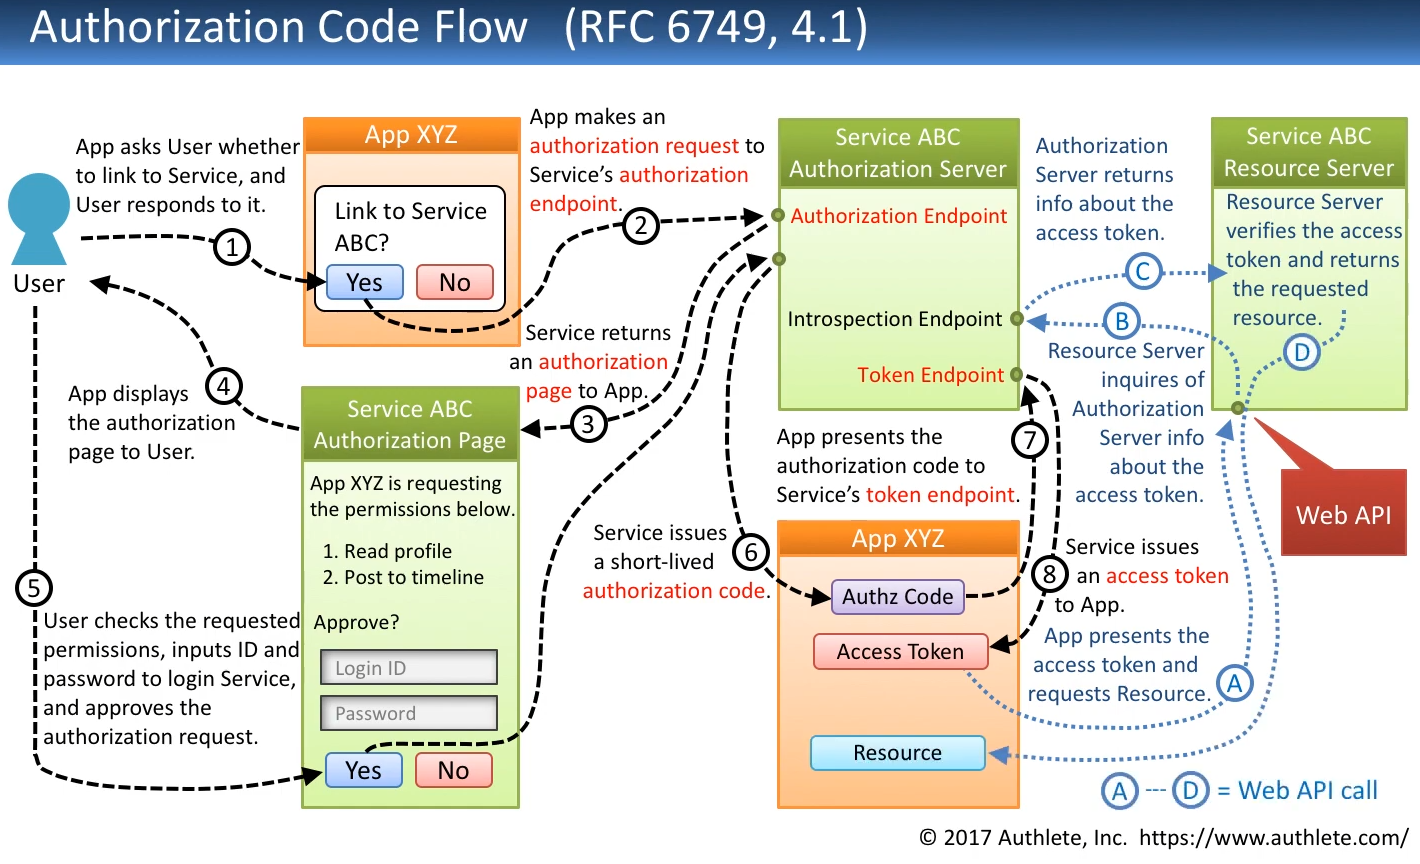 Authorization Code Flow (RFC 6749, 4.1)
App asks User whether
to link to Service, and
User responds to it.
User
1
App XYZ
Link to Service
ABC?
Yes
No
App makes an
authorization request to
Service's authorization
endpoint.
2
Service ABC
Authorization Server
Authorization Endpoint
Introspection Endpoint
Token Endpoint
Authorization
Server returns
info about the
access token.
C
B
Service ABC
Resource Server
Resource Server
verifies the access
token and returns
the requested
resource.
D
Resource Server
inquires of
Authorization
Server info
about the
access token.
Web API
Service returns
an authorization
page to App.
3
4
App displays
the authorization
page to User.
Service ABC
Authorization Page
App XYZ is requesting
the permissions below.
1. Read profile
2. Post to timeline
Approve?
Login ID
Password
Yes
No
5
User checks the requested
permissions, inputs ID and
password to login Service,
and approves the
authorization request.
Service issues
a short-lived
authorization code.
6
App presents the
authorization code to
Service's token endpoint.
7
App XYZ
Authz Code
Access Token
Resource
8
Service issues
an access token
to App.
App presents the
access token and
requests Resource.
A
A --- D = Web API call
© 2017 Authlete, Inc. https://www.authlete.com/